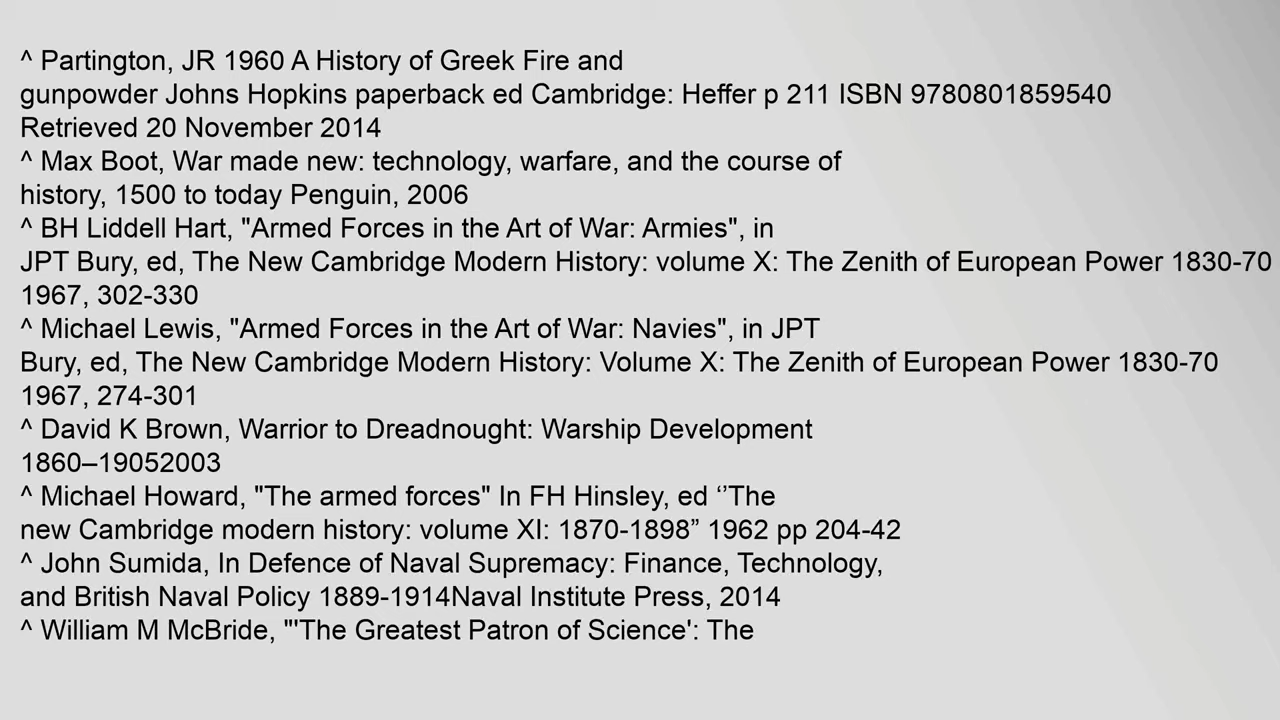 ^ Partington, JR 1960 A History of Greek Fire and
gunpowder Johns Hopkins paperback ed Cambridge: Heffer p 211 ISBN 9780801859540
Retrieved 20 November 2014
^ Max Boot, War made new: technology, warfare, and the course of
history, 1500 to today Penguin, 2006
^ BH Liddell Hart, "Armed Forces in the Art of War: Armies", in
JPT Bury, ed, The New Cambridge Modern History: volume X: The Zenith of European Power 1830-70
1967, 302-330
^ Michael Lewis, "Armed Forces in the Art of War: Navies", in JPT
Bury, ed, The New Cambridge Modern History: Volume X: The Zenith of European Power 1830-70
1967, 274-301
^ David K Brown, Warrior to Dreadnought: Warship Development
1860–19052003
^ Michael Howard, "The armed forces" In FH Hinsley, ed ‘’The
new Cambridge modern history: volume XI: 1870-1898” 1962 pp 204-42
^ John Sumida, In Defence of Naval Supremacy: Finance, Technology,
and British Naval Policy 1889-1914Naval Institute Press, 2014
^ William M McBride, "'The Greatest Patron of Science': The